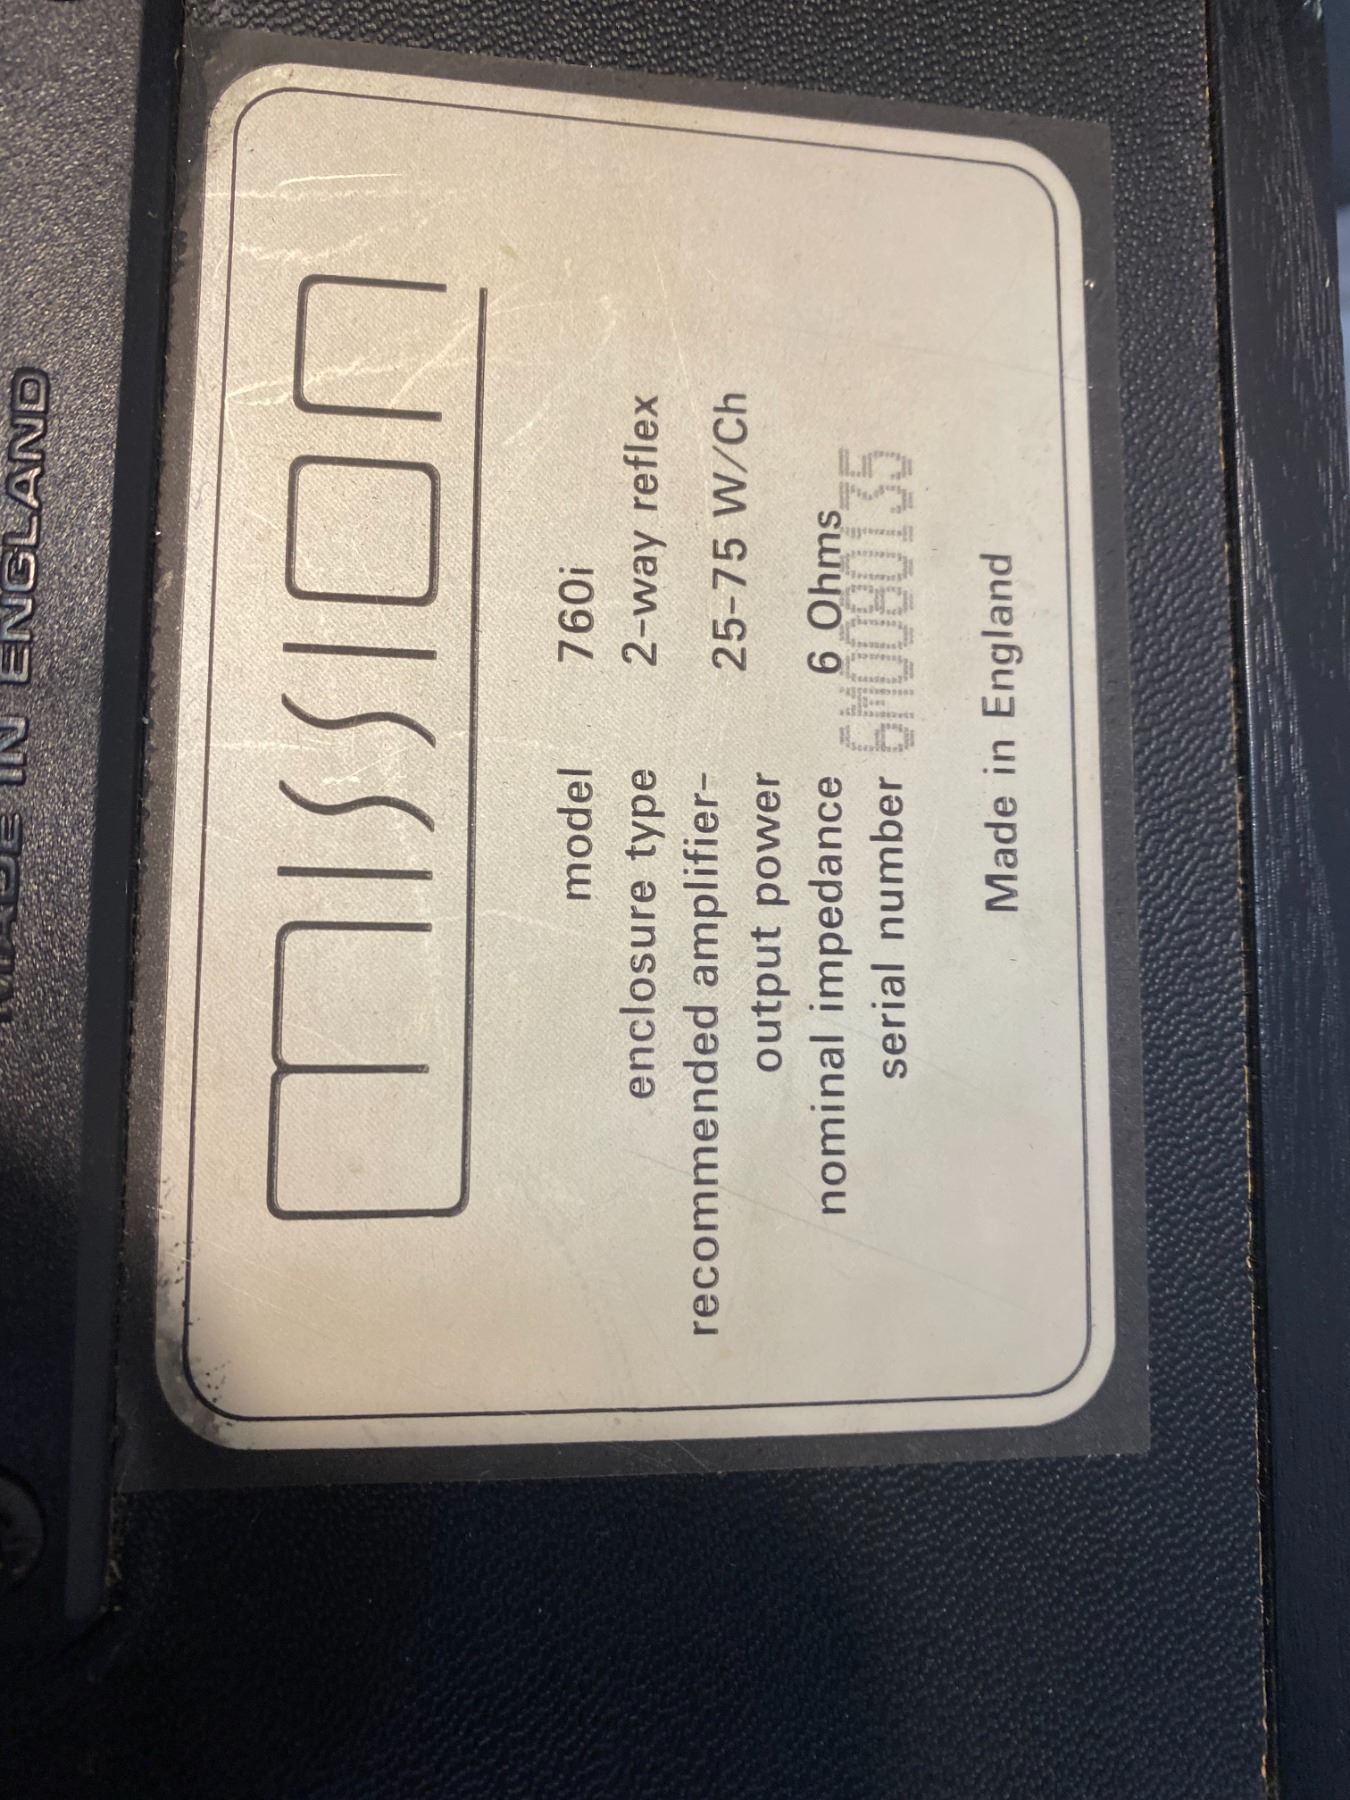 MADE IN ENGLAND
mission
model 760i
enclosure type 2-way reflex
recommended amplifier-
output power 25-75 W/Ch
nominal impedance 6 Ohms
serial number 6M0080135
Made in England